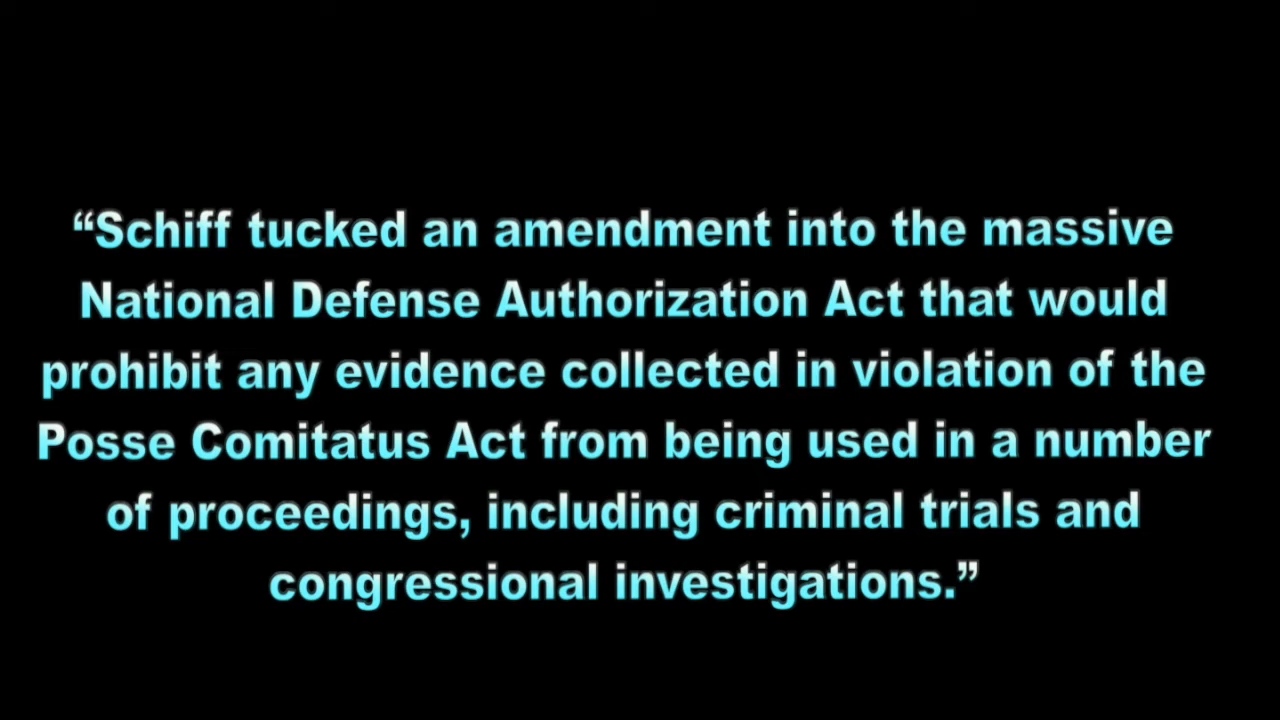 “Schiff tucked an amendment into the massive
National Defense Authorization Act that would
prohibit any evidence collected in violation of the
Posse Comitatus Act from being used in a number
of proceedings, including criminal trials and
congressional investigations.”